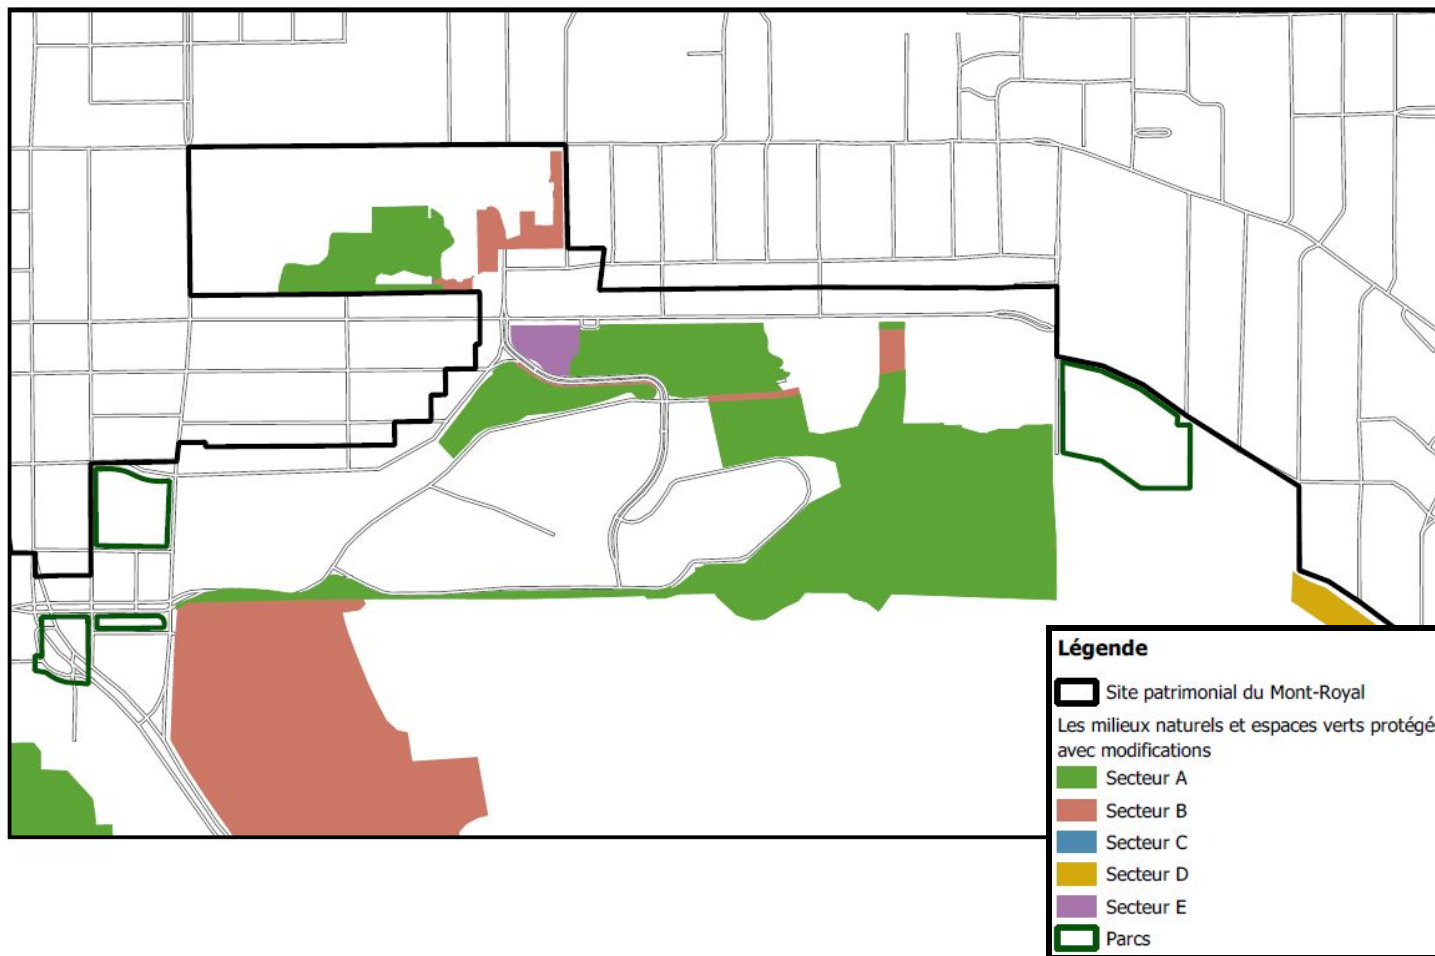 Légende
Site patrimonial du Mont-Royal
Les milieux naturels et espaces verts protégé
avec modifications
Secteur A
Secteur B
Secteur C
Secteur D
Secteur E
Parcs